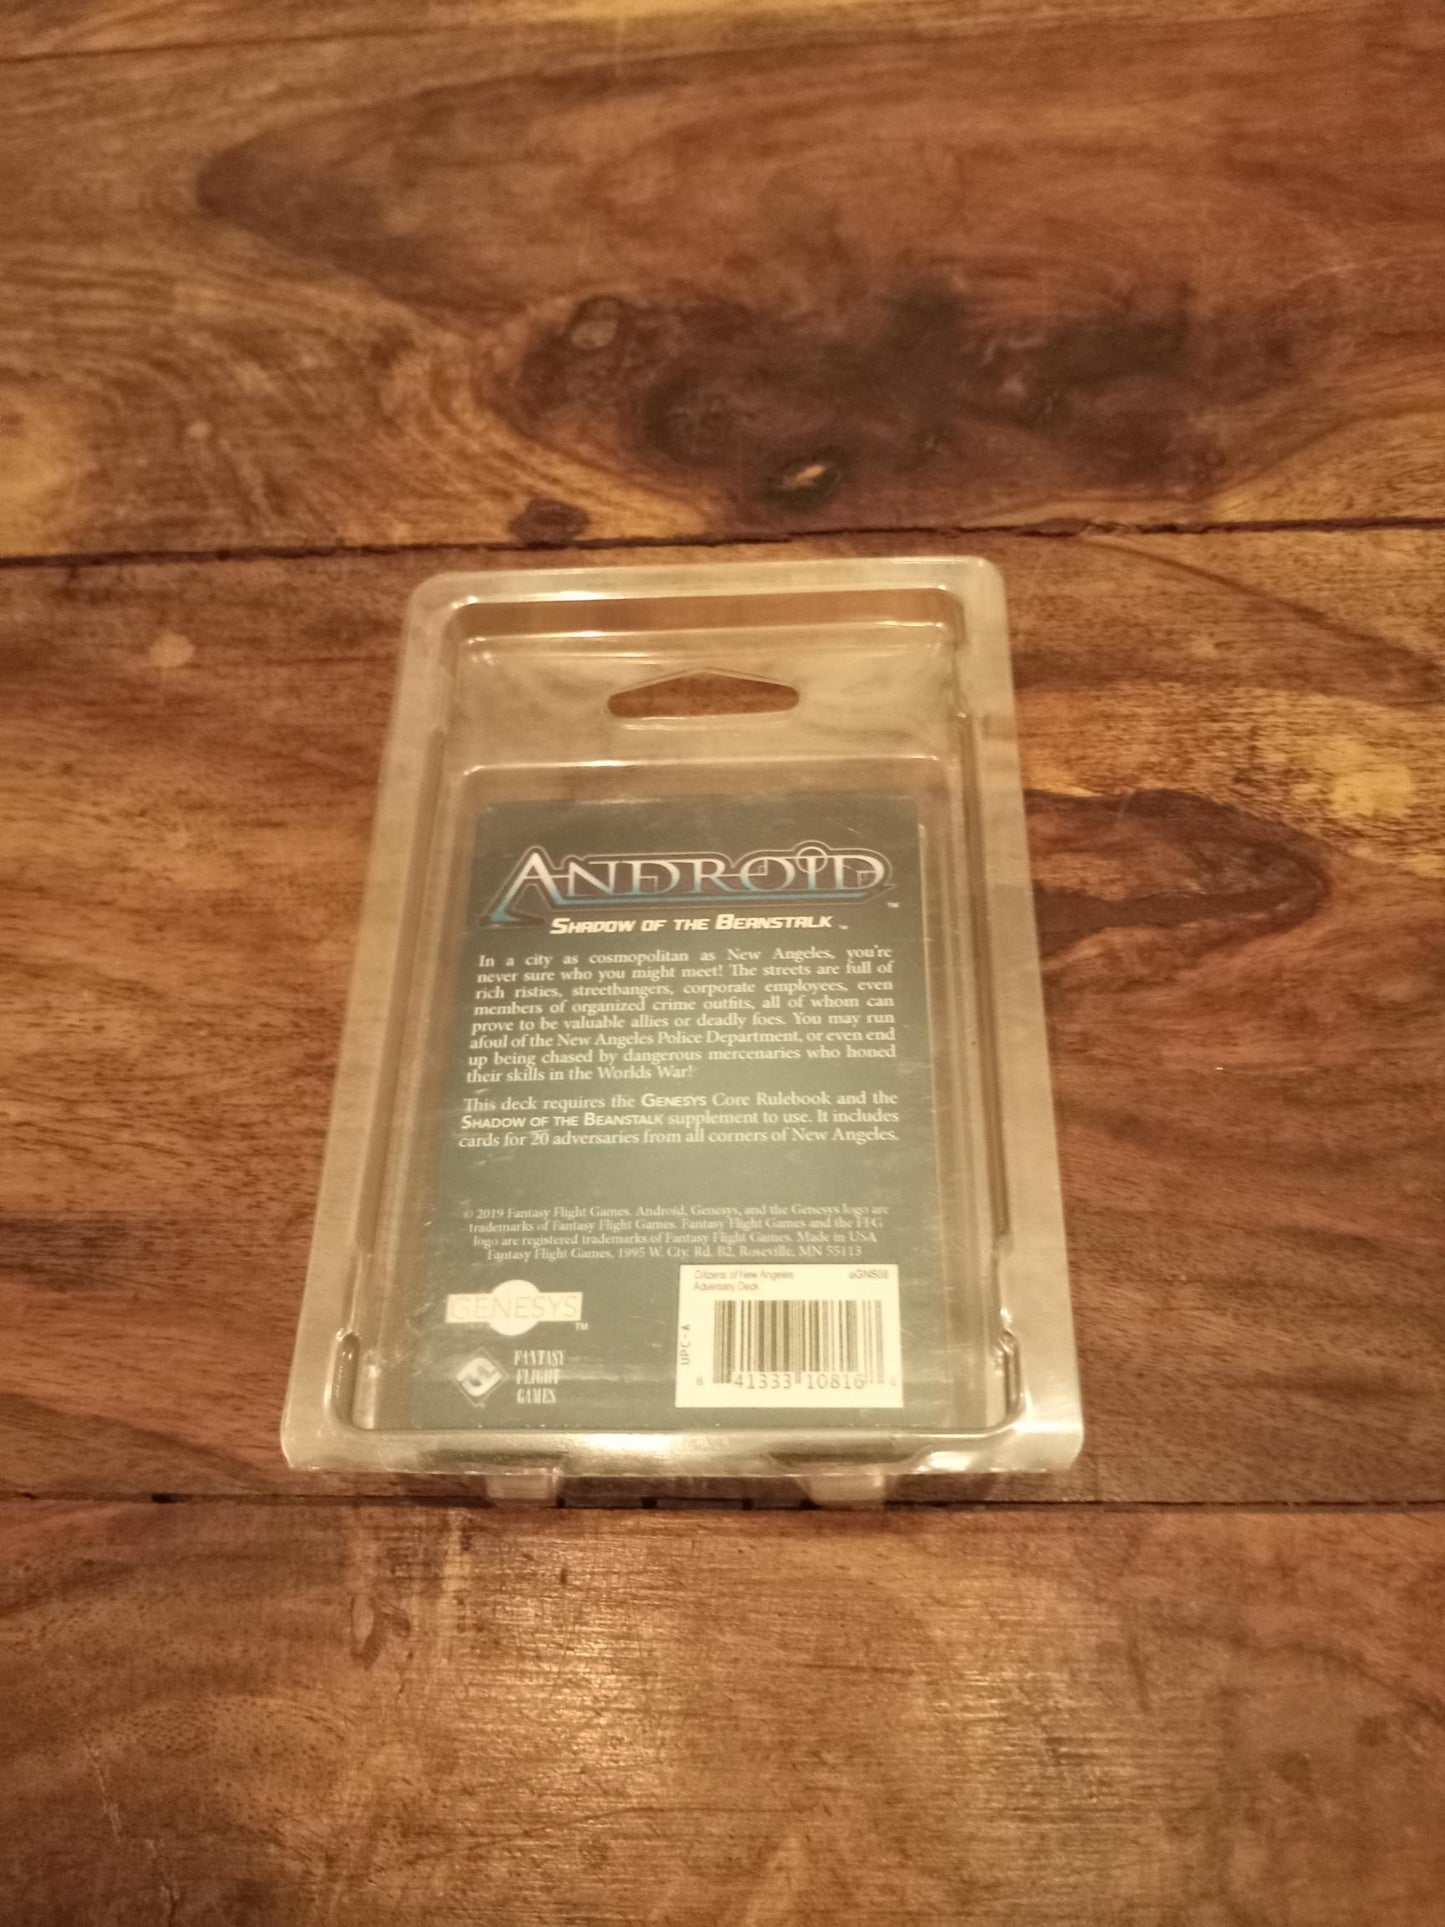 ANDROID
™
SHADOW OF THE BEANSTALK ™
In a city as cosmopolitan as New Angeles, you're
never sure who you might meet! The streets are full of
rich risties, streetbangers, corporate employees, even
members of organized crime outfits, all of whom can
prove to be valuable allies or deadly foes. You may run
afoul of the New Angeles Police Department, or even end
up being chased by dangerous mercenaries who honed
their skills in the Worlds War!
This deck requires the GENESYS Core Rulebook and the
SHADOW OF THE BEANSTALK supplement to use. It includes
cards for 20 adversaries from all corners of New Angeles.
© 2019 Fantasy Flight Games. Android, Genesys, and the Genesys logo are
trademarks of Fantasy Flight Games. Fantasy Flight Games and the FFG
logo are registered trademarks of Fantasy Flight Games. Made in USA
Fantasy Flight Games, 1995 W. Cty. Rd. B2, Roseville, MN 55113
GENESYS
™
FANTASY
FLIGHT
GAMES
Citizens of New Angeles
Adversary Deck
UPC-A
41333 10816